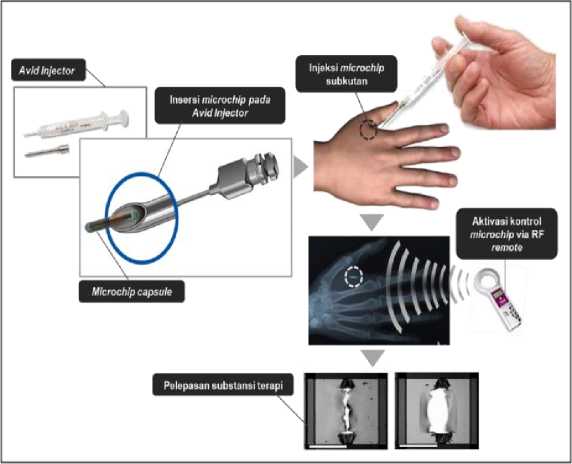 Avid Injector
Insersi microchip pada
Avid Injector
Microchip capsule
Injeksi microchip
subkutan
Aktivasi kontrol
microchip via RF
remote
Pelepasan substansi terapi